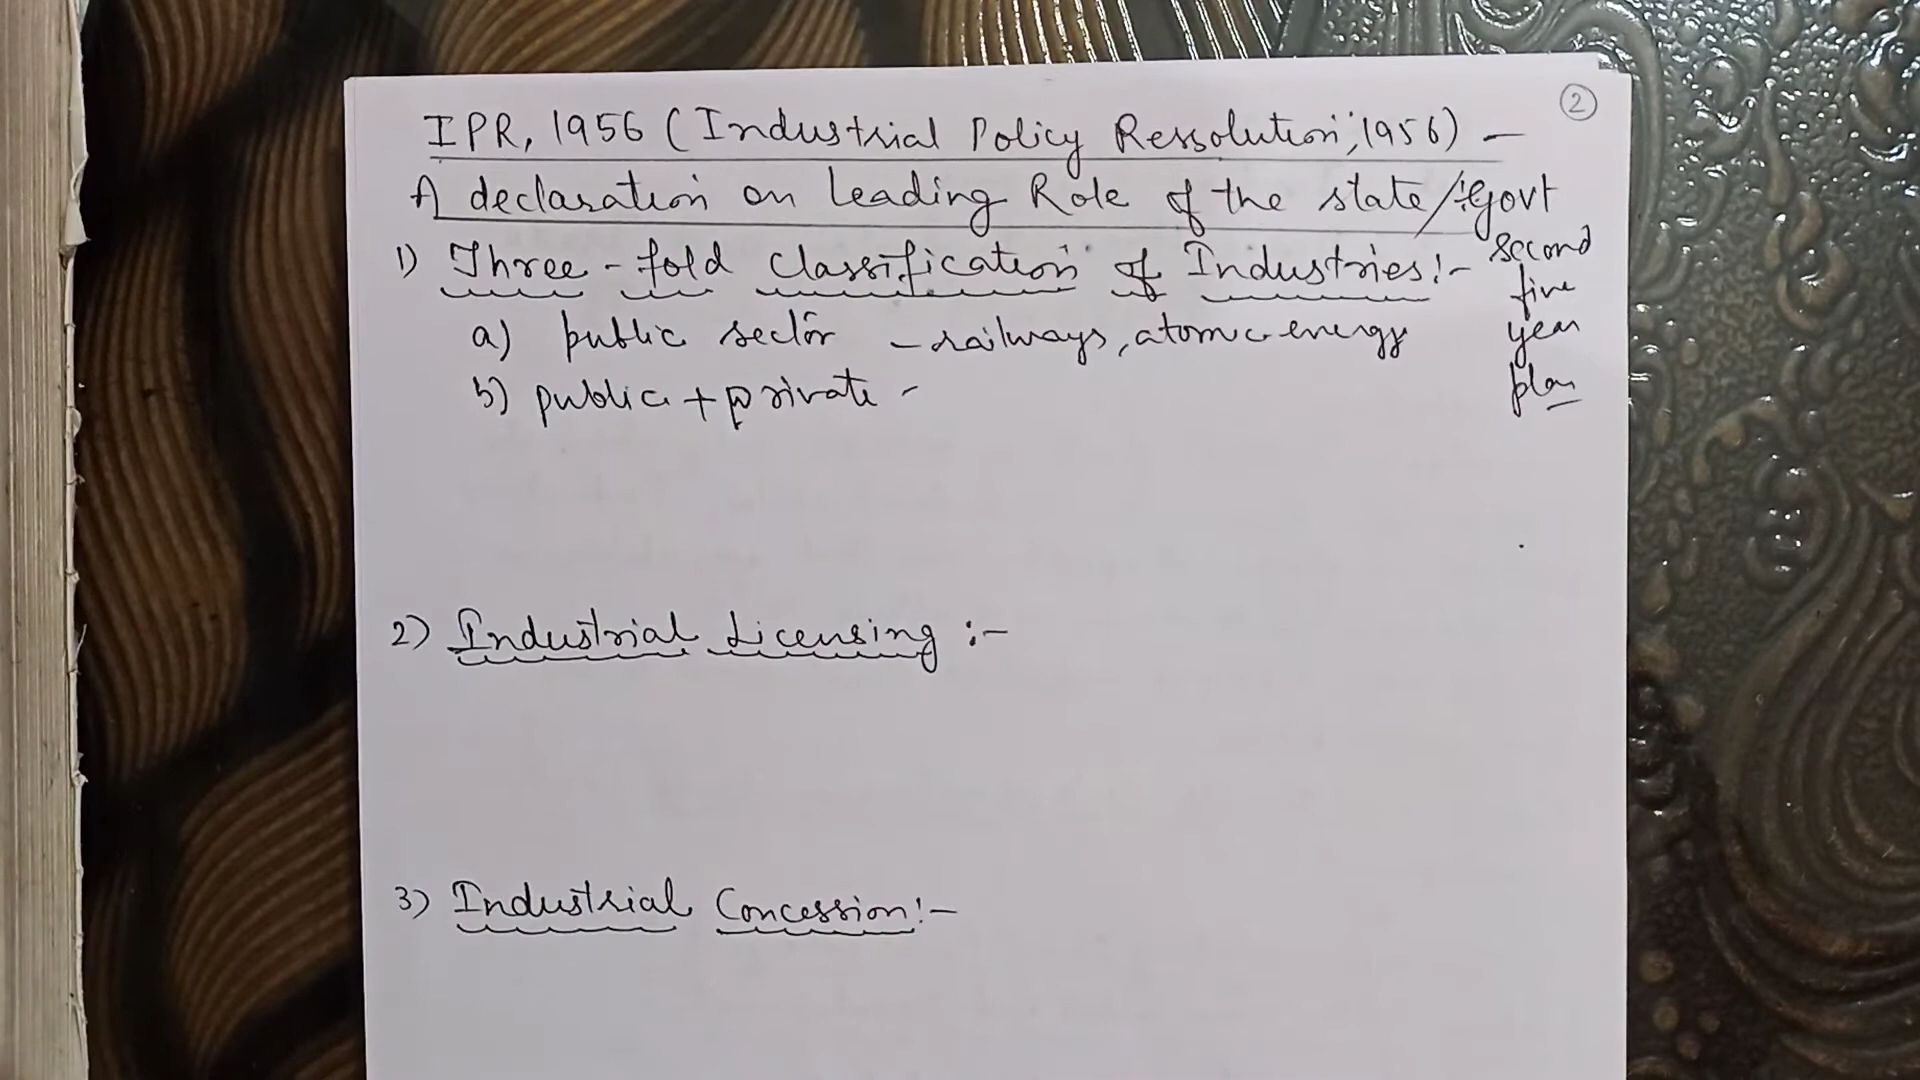 2
IPR, 1956 (Industrial Policy Ressolution, 1956) -
A declaration on Leading Role of the state/Govt
1) Three-fold Classification of Industries:-
second
five
year
plan
a) public sector - railways, atomic energy
b) public + private -
2) Industrial Licensing :-
3) Industrial Concession:-